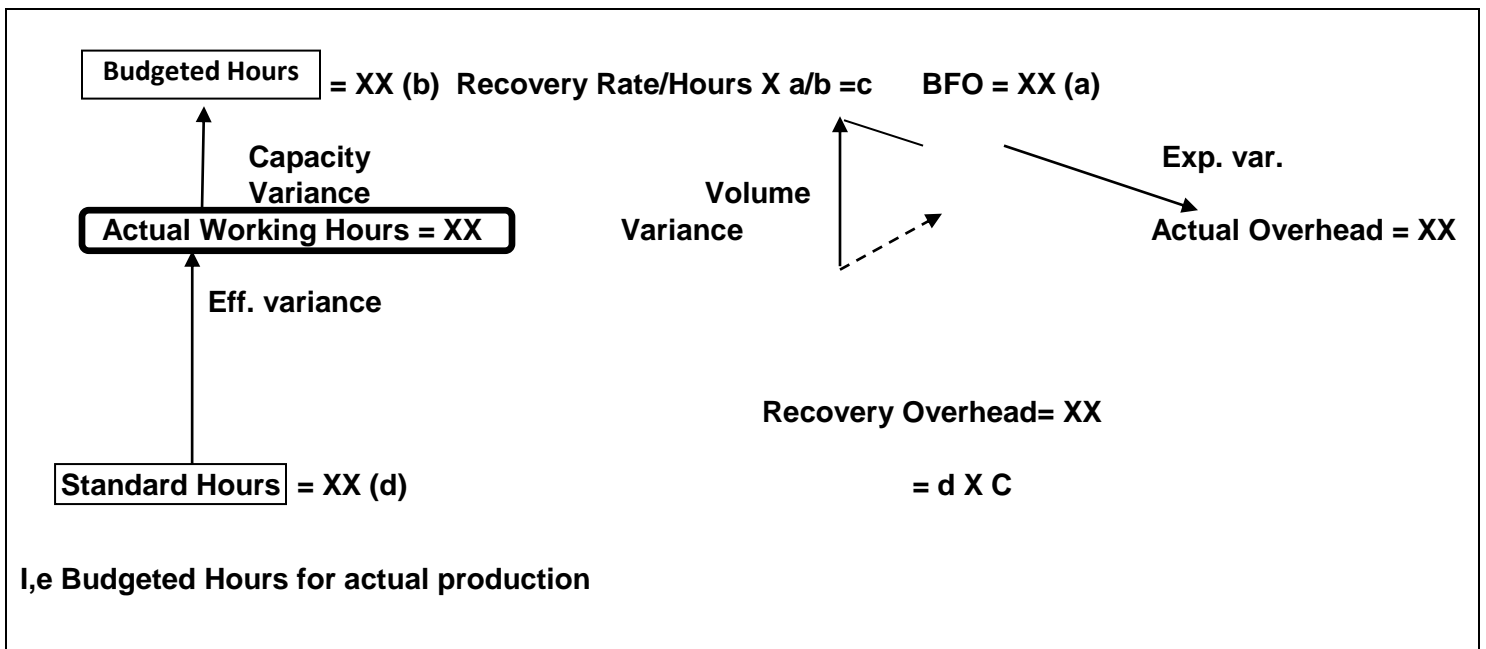 Budgeted Hours = XX (b) Recovery Rate/Hours X a/b =c BFO = XX (a)
Capacity
Variance
Exp. var.
Volume
Variance
Actual Working Hours = XX
Actual Overhead = XX
Eff. variance
Recovery Overhead= XX
Standard Hours = XX (d)
= d X C
I,e Budgeted Hours for actual production